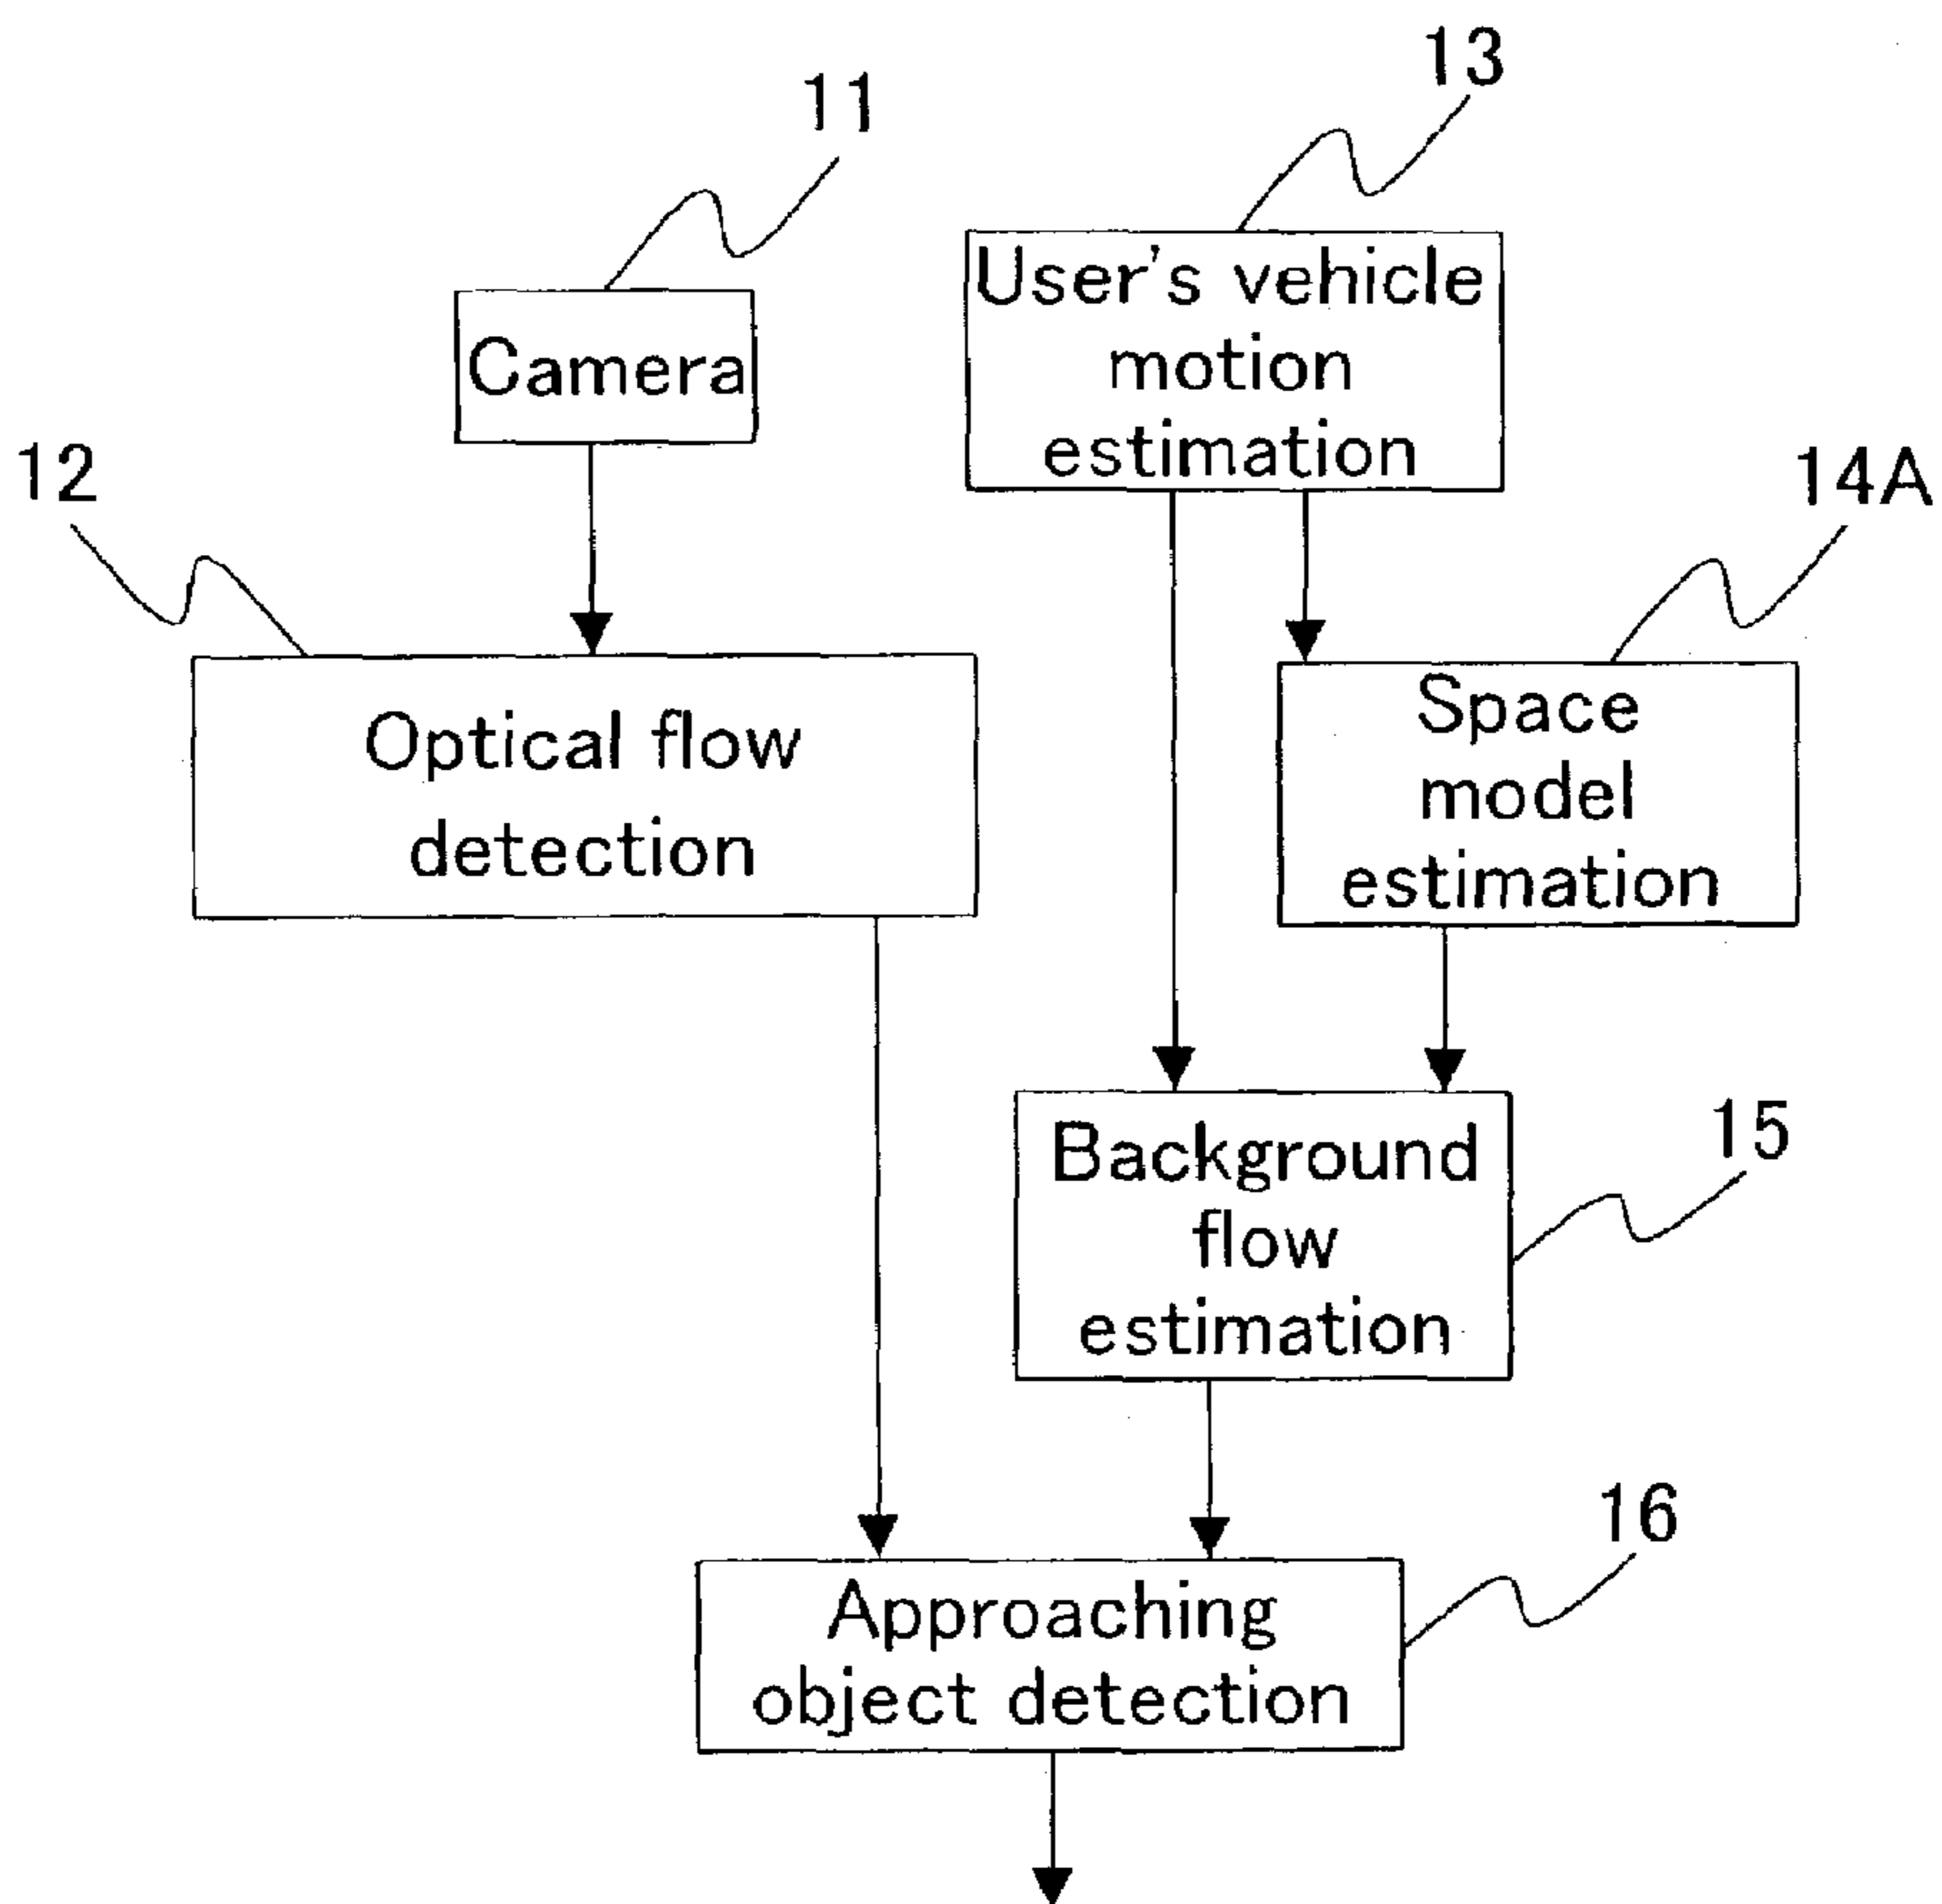 13
11
User's vehicle
motion
estimation
Camera
12
14A
Space
model
estimation
Optical flow
detection
15
Background
flow
estimation
16
Approaching
object detection